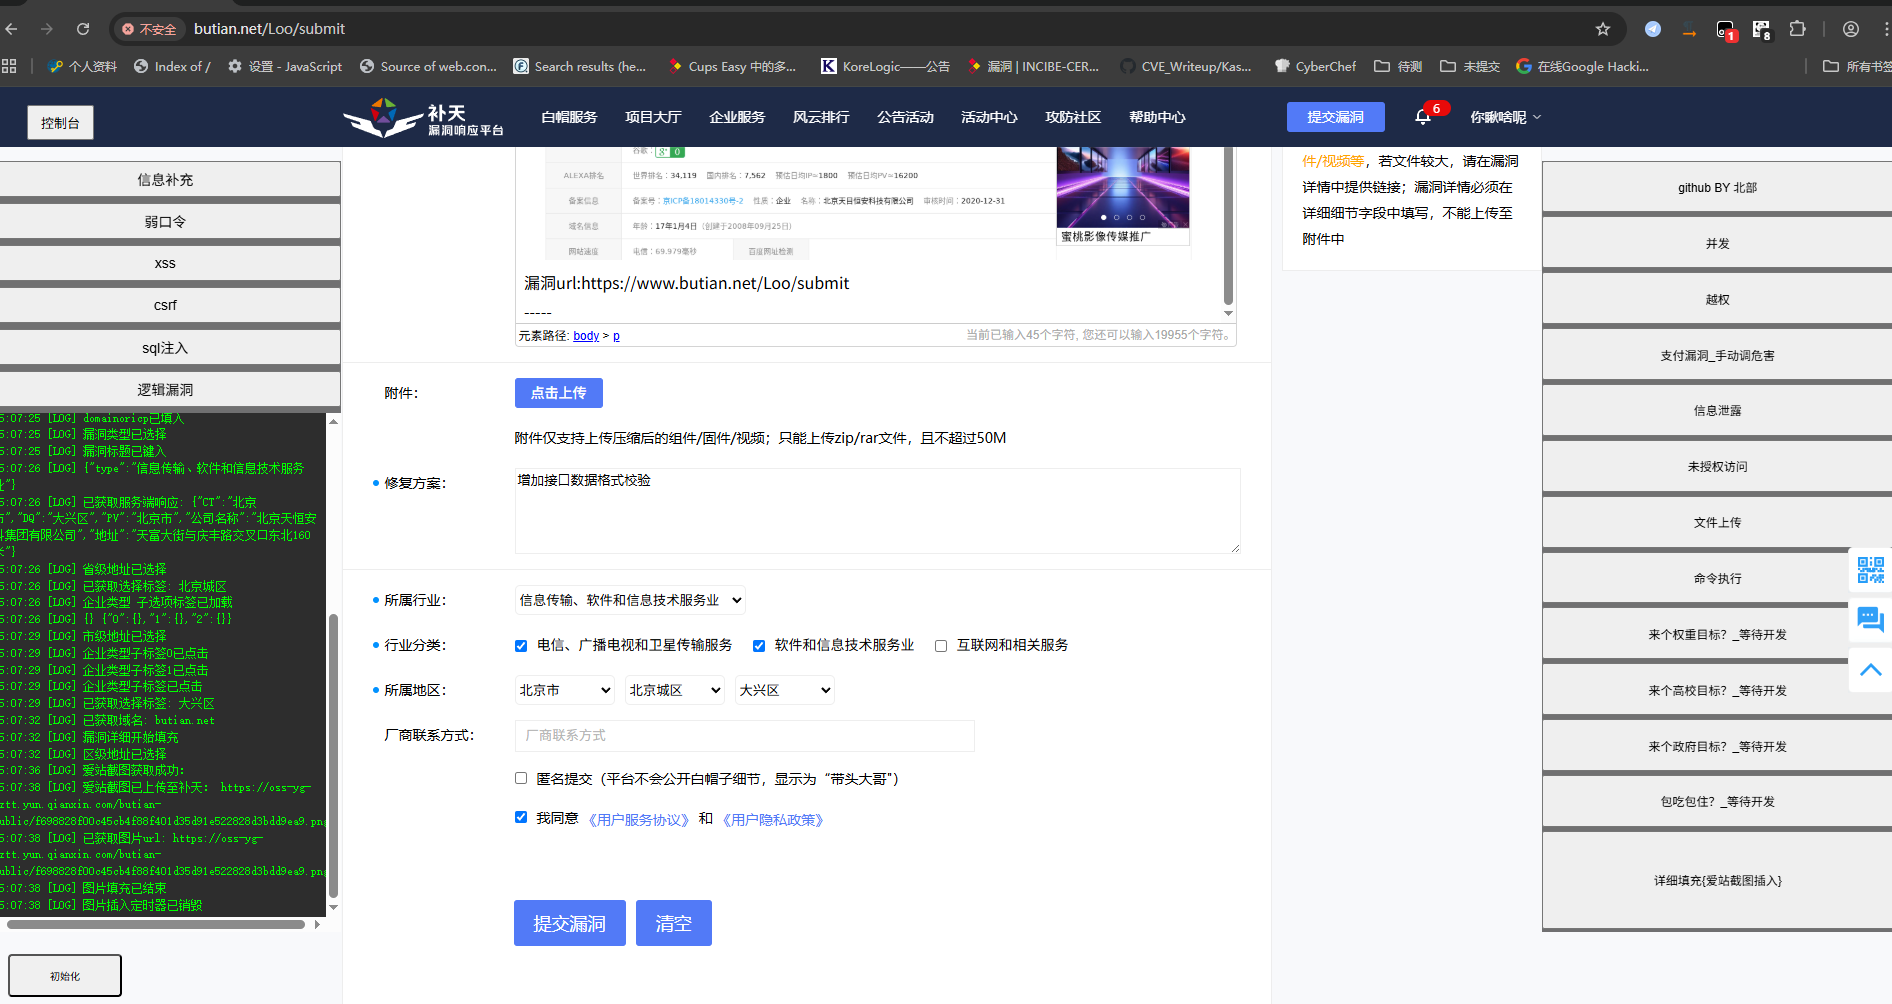 不安全 butian.net/Loo/submit
1 8
个人资料 Index of / 设置 - JavaScript Source of web.con... Search results (he... Cups Easy 中的多... KoreLogic——公告 漏洞 | INCIBE-CER... CVE_Writeup/Kas... CyberChef 待测 未提交 在线Google Hacki... 所有书签
控制台
补天
漏洞响应平台
白帽服务 项目大厅 企业服务 风云排行 公告活动 活动中心 攻防社区 帮助中心
提交漏洞 6 你瞅啥呢
信息补充
弱口令
xss
csrf
sql注入
逻辑漏洞
5:07:25 [LOG] domainoricp已填入
5:07:25 [LOG] 漏洞类型已选择
5:07:25 [LOG] 漏洞标题已键入
5:07:26 [LOG] {"type":"信息传输、软件和信息技术服务
业"}
5:07:26 [LOG] 已获取服务端响应: {"CT":"北京
市","DQ":"大兴区","PV":"北京市","公司名称":"北京天恒安
科集团有限公司","地址":"天富大街与庆丰路交叉口东北160
米"}
5:07:26 [LOG] 省级地址已选择
5:07:26 [LOG] 已获取选择标签: 北京城区
5:07:26 [LOG] 企业类型 子选项标签已加载
5:07:26 [LOG] {} {"0":{},"1":{},"2":{}}
5:07:29 [LOG] 市级地址已选择
5:07:29 [LOG] 企业类型子标签0已点击
5:07:29 [LOG] 企业类型子标签1已点击
5:07:29 [LOG] 企业类型子标签已点击
5:07:29 [LOG] 已获取选择标签: 大兴区
5:07:32 [LOG] 已获取域名: butian.net
5:07:32 [LOG] 漏洞详细开始填充
5:07:32 [LOG] 区级地址已选择
5:07:36 [LOG] 爱站截图获取成功:
5:07:38 [LOG] 爱站截图已上传至补天: https://oss-yg-
ztt.yun.qianxin.com/butian-
ublic/f698828f00c45cb4f88f401d35d91e522828d3bdd9ea9.png
5:07:38 [LOG] 已获取图片url: https://oss-yg-
ztt.yun.qianxin.com/butian-
ublic/f698828f00c45cb4f88f401d35d91e522828d3bdd9ea9.png
5:07:38 [LOG] 图片填充已结束
5:07:38 [LOG] 图片插入定时器已销毁
初始化
谷歌: 0
ALEXA排名 世界排名: 34,119 国内排名: 7,562 预估日均IP≈1800 预估日均PV≈16200
备案信息 备案号: 京ICP备18014330号-2 性质: 企业 名称: 北京天目恒安科技有限公司 审核时间: 2020-12-31
域名信息 年龄: 17年1月4日 (创建于2008年09月25日)
网站速度 电信: 69.979毫秒 百度网址检测
蜜桃影像传媒推广
漏洞url:https://www.butian.net/Loo/submit
-----
元素路径: body > p 当前已输入45个字符, 您还可以输入19955个字符。
附件: 点击上传
附件仅支持上传压缩后的组件/固件/视频；只能上传zip/rar文件，且不超过50M
修复方案: 增加接口数据格式校验
所属行业: 信息传输、软件和信息技术服务业
行业分类: 电信、广播电视和卫星传输服务 软件和信息技术服务业 互联网和相关服务
所属地区: 北京市 北京城区 大兴区
厂商联系方式: 厂商联系方式
匿名提交（平台不会公开白帽子细节，显示为“带头大哥"）
我同意 《用户服务协议》 和 《用户隐私政策》
提交漏洞 清空
件/视频等，若文件较大，请在漏洞
详情中提供链接；漏洞详情必须在
详细细节字段中填写，不能上传至
附件中
github BY 北部
并发
越权
支付漏洞_手动调危害
信息泄露
未授权访问
文件上传
命令执行
来个权重目标？_等待开发
来个高校目标？_等待开发
来个政府目标？_等待开发
包吃包住？_等待开发
详细填充{爱站截图插入}